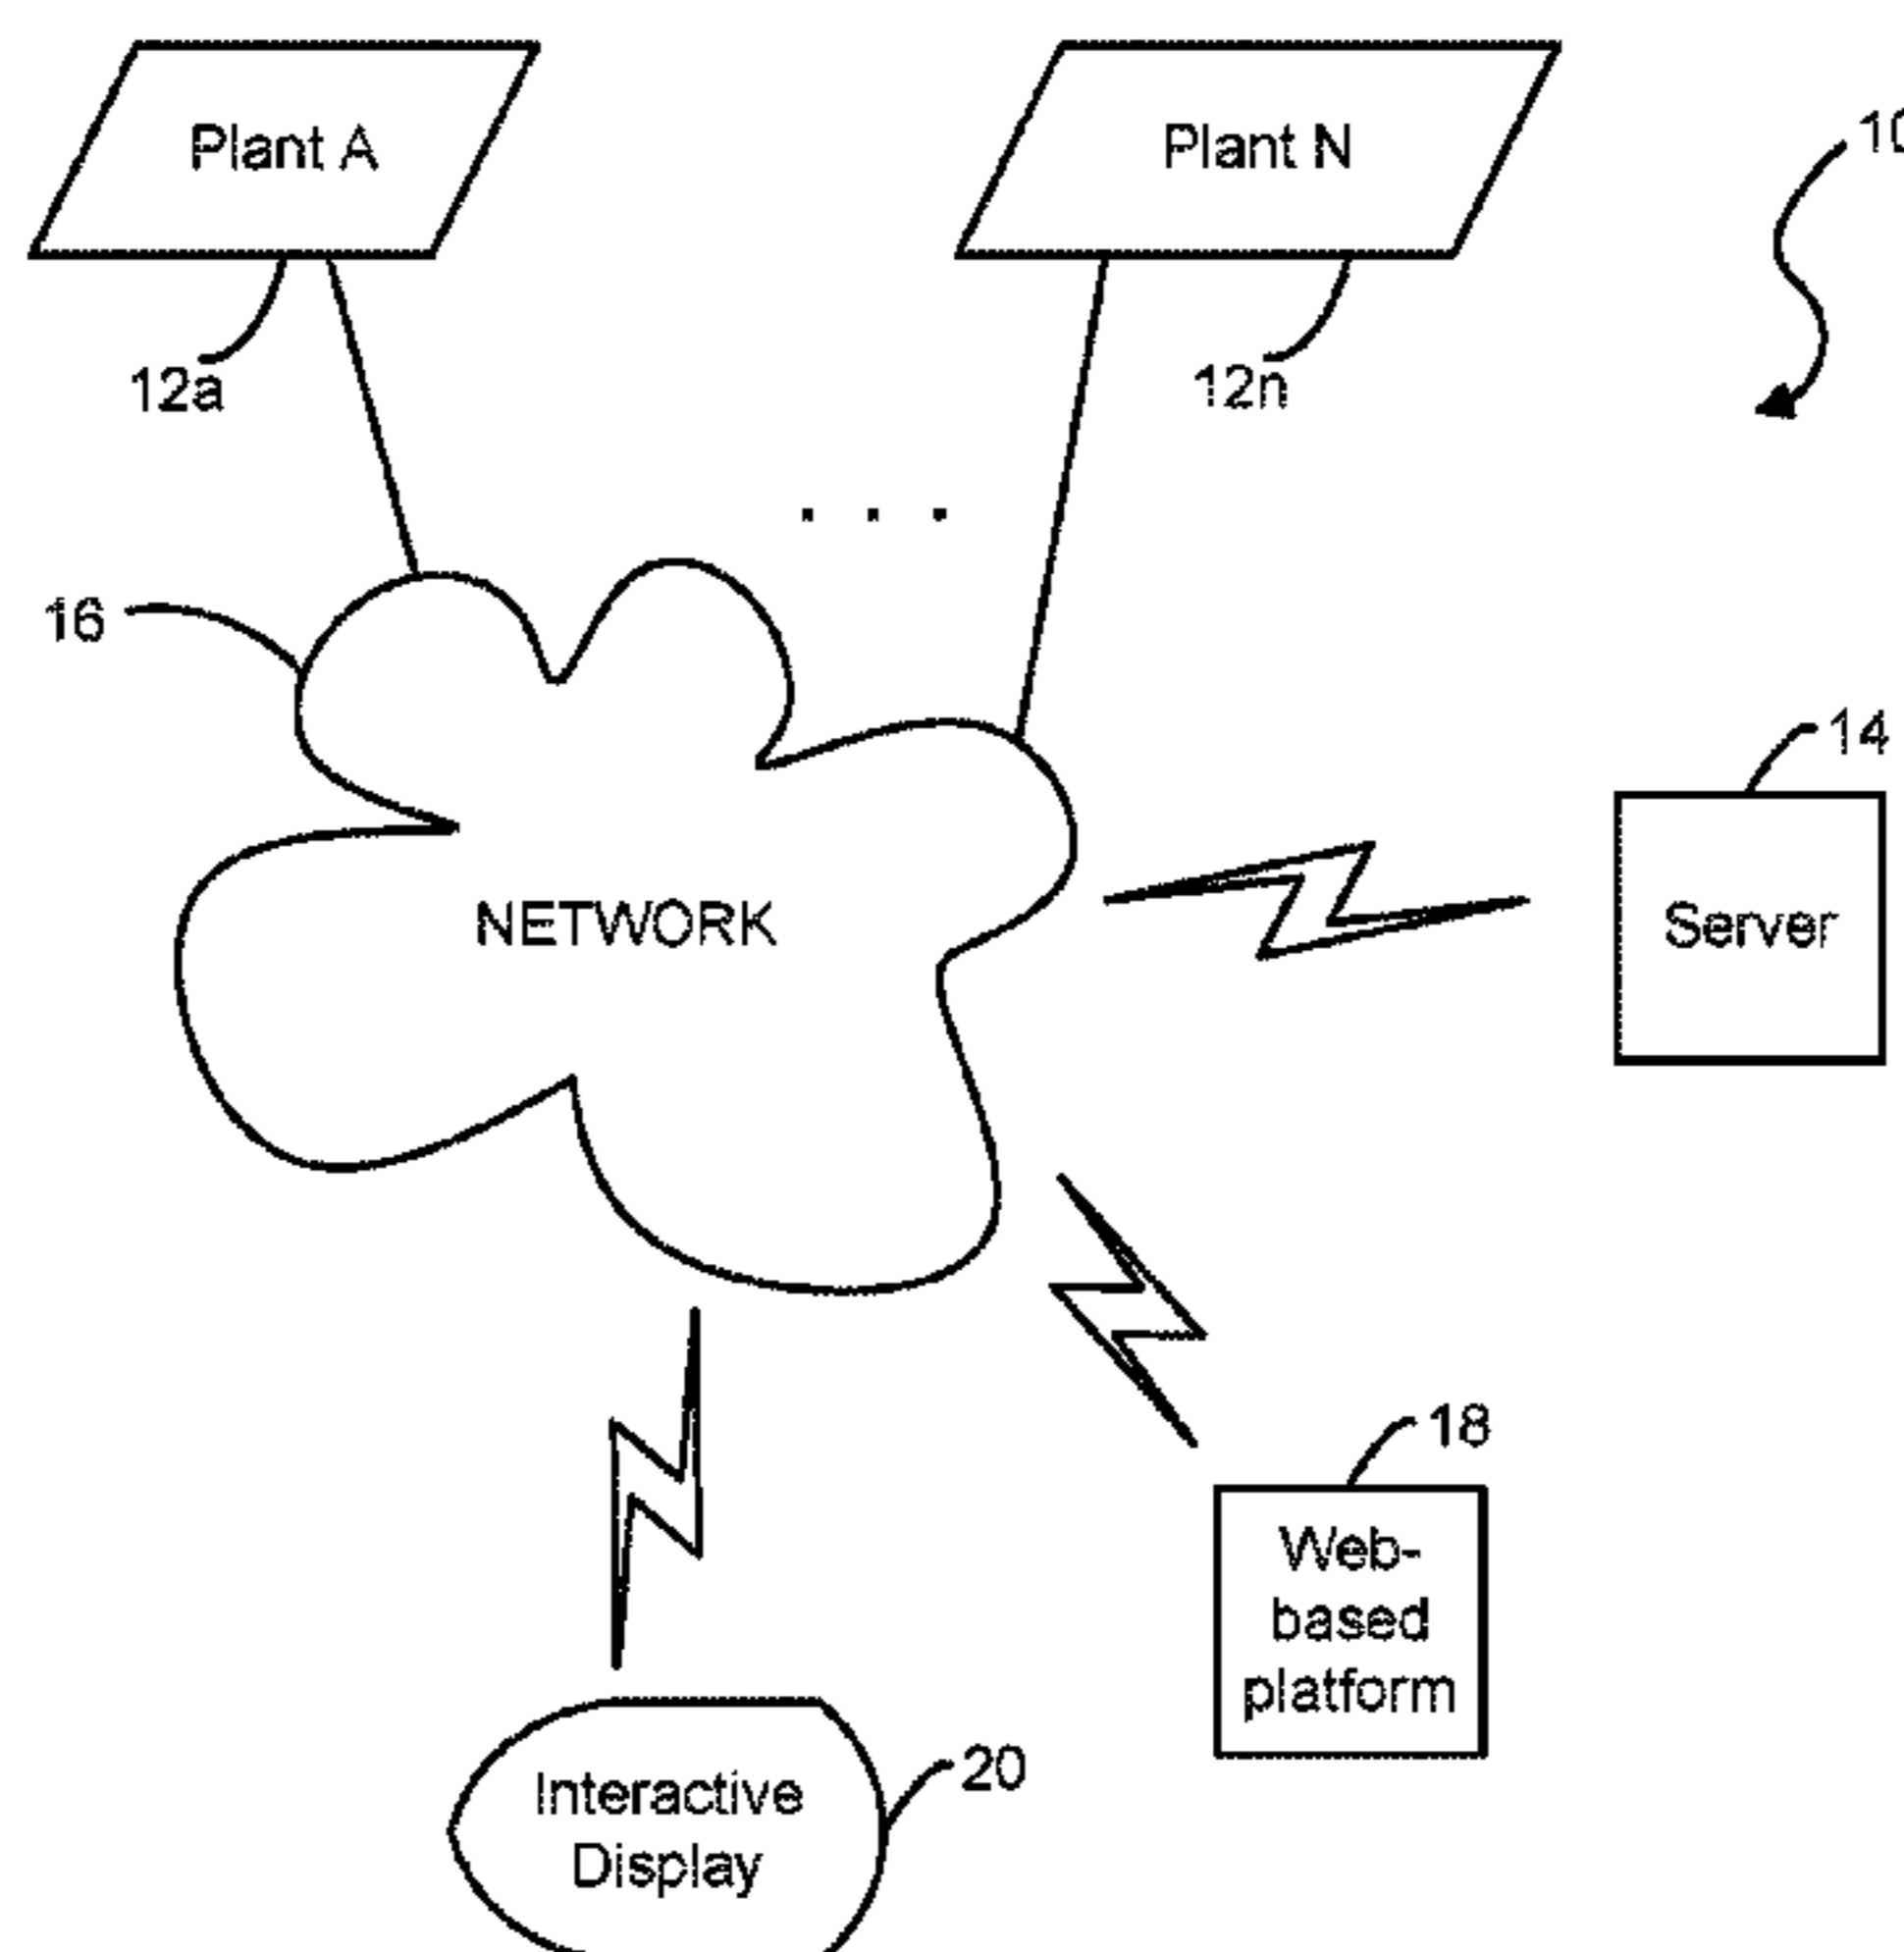 Plant A
Plant N
10
12a
12n
. . .
16
14
NETWORK
Server
18
Web-
based
platform
20
Interactive
Display